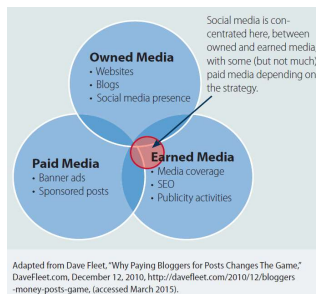 Social media is con-
centrated here, between
owned and earned media,
with some (but not much)
paid media depending on
the strategy.
Owned Media
• Websites
• Blogs
• Social media presence
Paid Media
• Banner ads
• Sponsored posts
Earned Media
• Media coverage
• SEO
• Publicity activities
Adapted from Dave Fleet, “Why Paying Bloggers for Posts Changes The Game,”
DaveFleet.com, December 12, 2010, http://davefleet.com/2010/12/bloggers
-money-posts-game, (accessed March 2015).